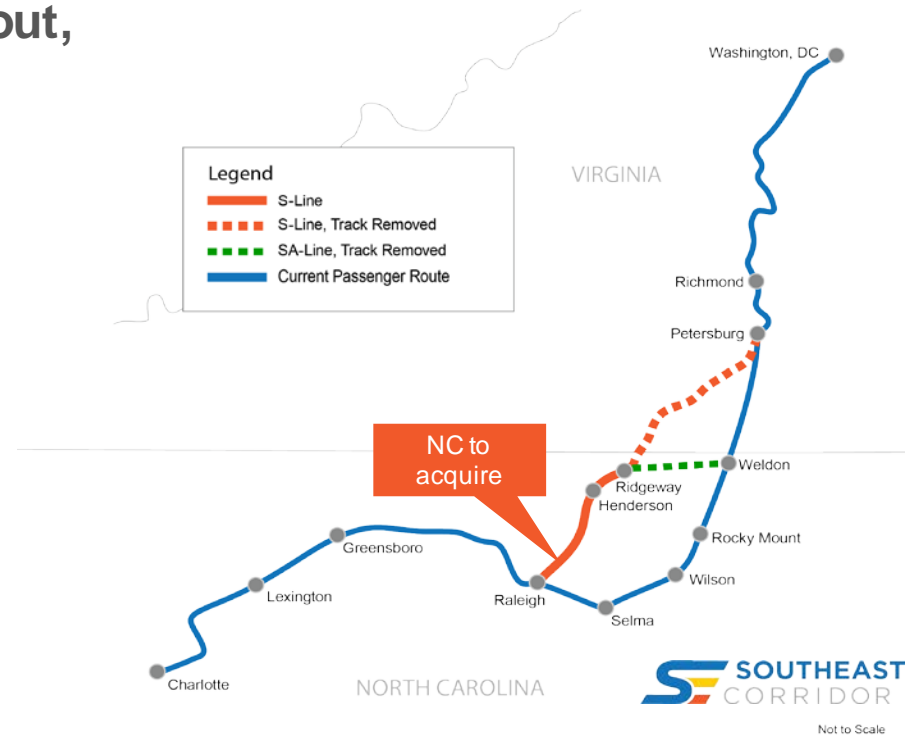 out,
Washington, DC
Legend
S-Line
S-Line, Track Removed
SA-Line, Track Removed
Current Passenger Route
VIRGINIA
Richmond
Petersburg
NC to
acquire
Weldon
Ridgeway
Henderson
Rocky Mount
Greensboro
Wilson
Raleigh
Lexington
Selma
Charlotte
NORTH CAROLINA
SOUTHEAST
CORRIDOR
Not to Scale